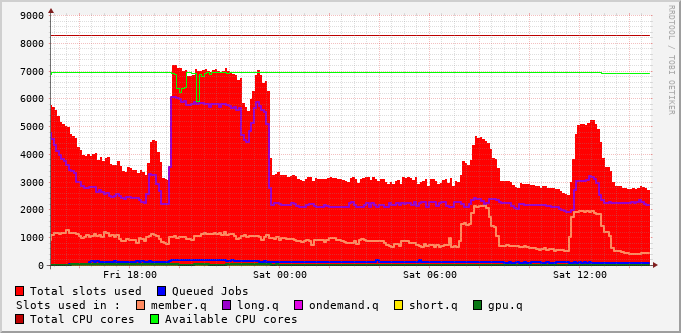 RRDTOOL / TOBI OETIKER
9000
8000
7000
6000
5000
4000
3000
2000
1000
0
Fri 18:00 Sat 00:00 Sat 06:00 Sat 12:00
Total slots used Queued Jobs
Slots used in : member.q long.q ondemand.q short.q gpu.q
Total CPU cores Available CPU cores